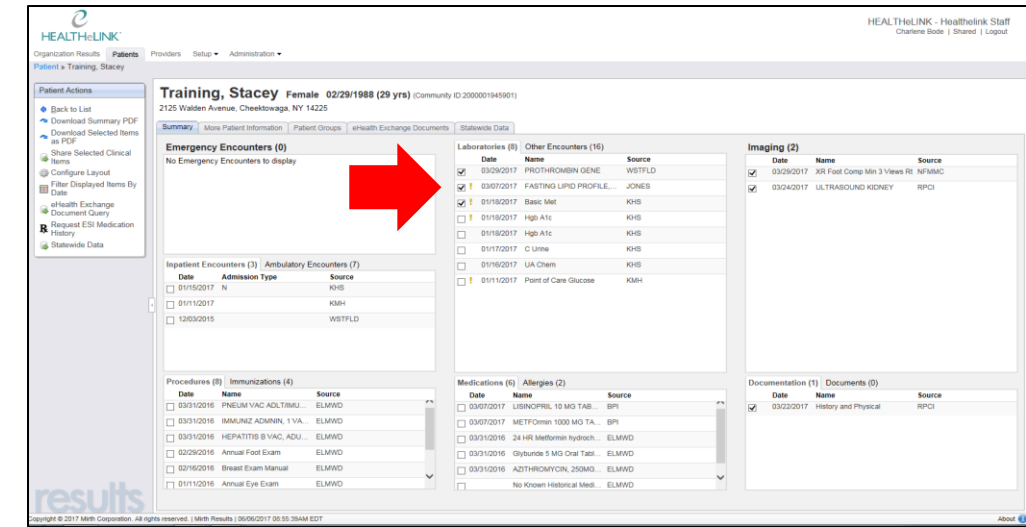 HEALTHeLINK
HEALTHeLINK - Healthelink Staff
Charlene Bode | Shared | Logout
Organization Results Patients Providers Setup Administration
Patient » Training, Stacey
Patient Actions
Back to List
Download Summary PDF
Download Selected Items as PDF
Share Selected Clinical Items
Configure Layout
Filter Displayed Items By Date
eHealth Exchange Document Query
Request ESI Medication History
Statewide Data
Training, Stacey Female 02/29/1988 (29 yrs) (Community ID:2000001945901)
2125 Walden Avenue, Cheektowaga, NY 14225
Summary More Patient Information Patient Groups eHealth Exchange Documents Statewide Data
Emergency Encounters (0)
No Emergency Encounters to display
Laboratories (8) Other Encounters (16)
Date Name Source
03/29/2017 PROTHROMBIN GENE WSTFLD
! 03/07/2017 FASTING LIPID PROFILE,... JONES
! 01/18/2017 Basic Met KHS
! 01/18/2017 Hgb A1c KHS
01/18/2017 Hgb A1c KHS
01/17/2017 C Urine KHS
01/16/2017 UA Chem KHS
! 01/11/2017 Point of Care Glucose KMH
Imaging (2)
Date Name Source
03/29/2017 XR Foot Comp Min 3 Views Rt NFMMC
03/24/2017 ULTRASOUND KIDNEY RPCI
Inpatient Encounters (3) Ambulatory Encounters (7)
Date Admission Type Source
01/15/2017 N KHS
01/11/2017 KMH
12/03/2015 WSTFLD
Procedures (8) Immunizations (4)
Date Name Source
03/31/2016 PNEUM VAC ADLT/IMU... ELMWD
03/31/2016 IMMUNIZ ADMNIN, 1 VA... ELMWD
03/31/2016 HEPATITIS B VAC, ADU... ELMWD
02/29/2016 Annual Foot Exam ELMWD
02/16/2016 Breast Exam Manual ELMWD
01/11/2016 Annual Eye Exam ELMWD
Medications (6) Allergies (2)
Date Name Source
03/07/2017 LISINOPRIL 10 MG TAB... BPI
03/07/2017 METFORmin 1000 MG TA... BPI
03/31/2016 24 HR Metformin hydroch... ELMWD
03/31/2016 Glyburide 5 MG Oral Tabl... ELMWD
03/31/2016 AZITHROMYCIN, 250MG... ELMWD
No Known Historical Medi... ELMWD
Documentation (1) Documents (0)
Date Name Source
03/22/2017 History and Physical RPCI
results
Copyright © 2017 Mirth Corporation. All rights reserved. | Mirth Results | 06/06/2017 08:55:39AM EDT
About